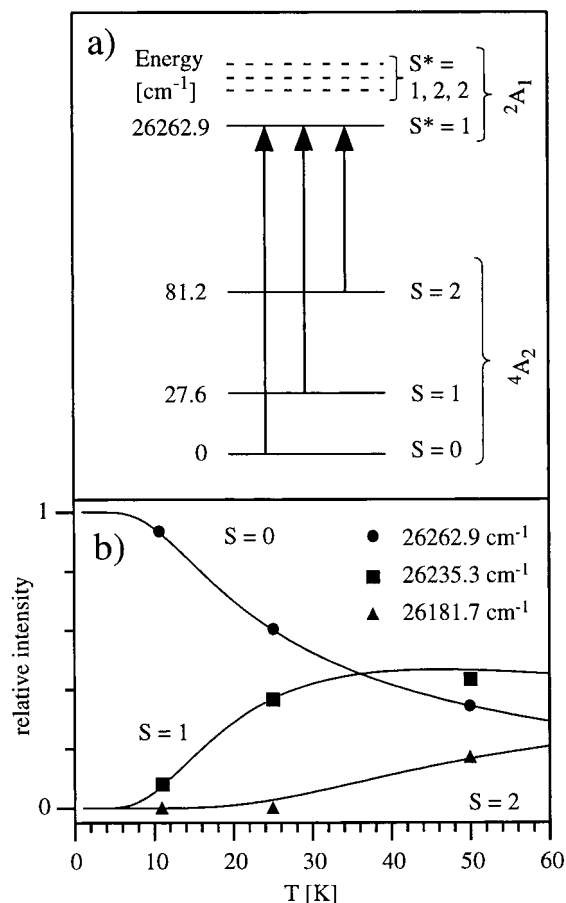 a)
Energy
[cm⁻¹]
S* =
1, 2, 2
26262.9
S* = 1
²A₁
81.2
S = 2
27.6
S = 1
0
S = 0
⁴A₂
b)
1
S = 0
26262.9 cm⁻¹
26235.3 cm⁻¹
26181.7 cm⁻¹
relative intensity
S = 1
S = 2
0
0 10 20 30 40 50 60
T [K]